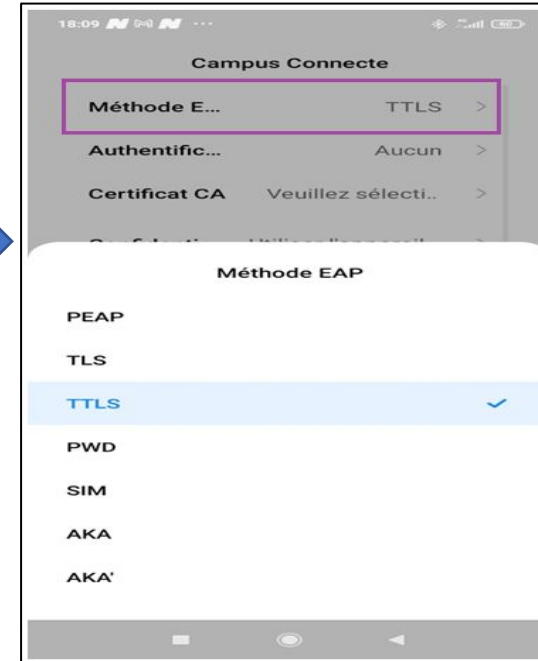 18:09
Campus Connecte
Méthode E... TTLS >
Authentific... Aucun >
Certificat CA Veuillez sélecti.. >
Méthode EAP
PEAP
TLS
TTLS
PWD
SIM
AKA
AKA'